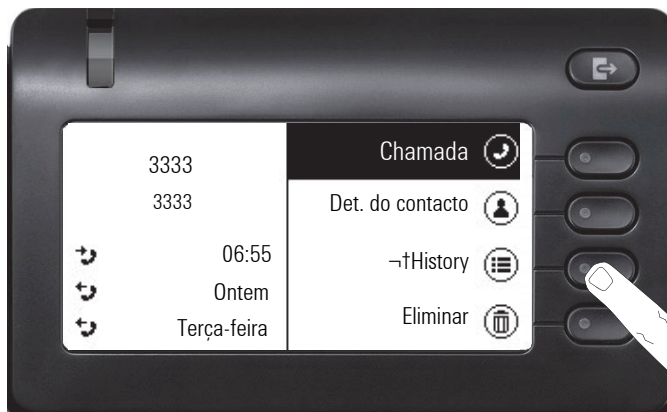 3333
3333
06:55
Ontem
Terça-feira
Chamada
Det. do contacto
¬†History
Eliminar